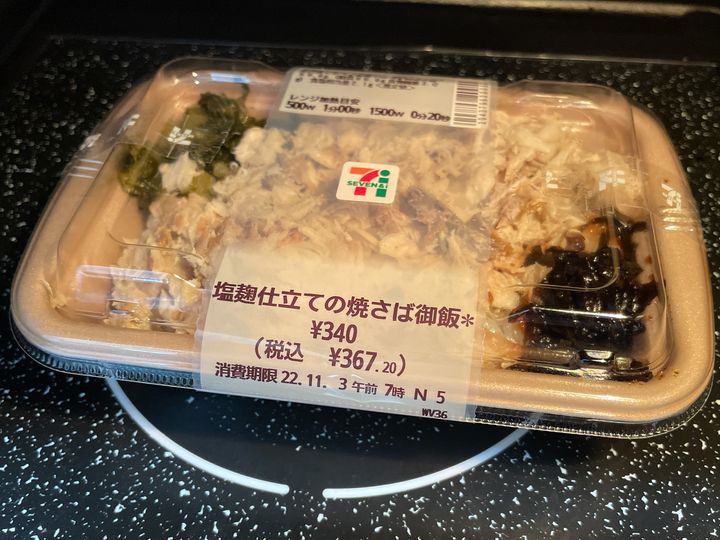 レンジ加熱目安
500W 1分00秒 1500W 0分20秒
SEVEN&i
塩麹仕立ての焼さば御飯*
¥340
(税込 ¥367.20)
消費期限 22.11. 3 午前 7時 N 5
WV36